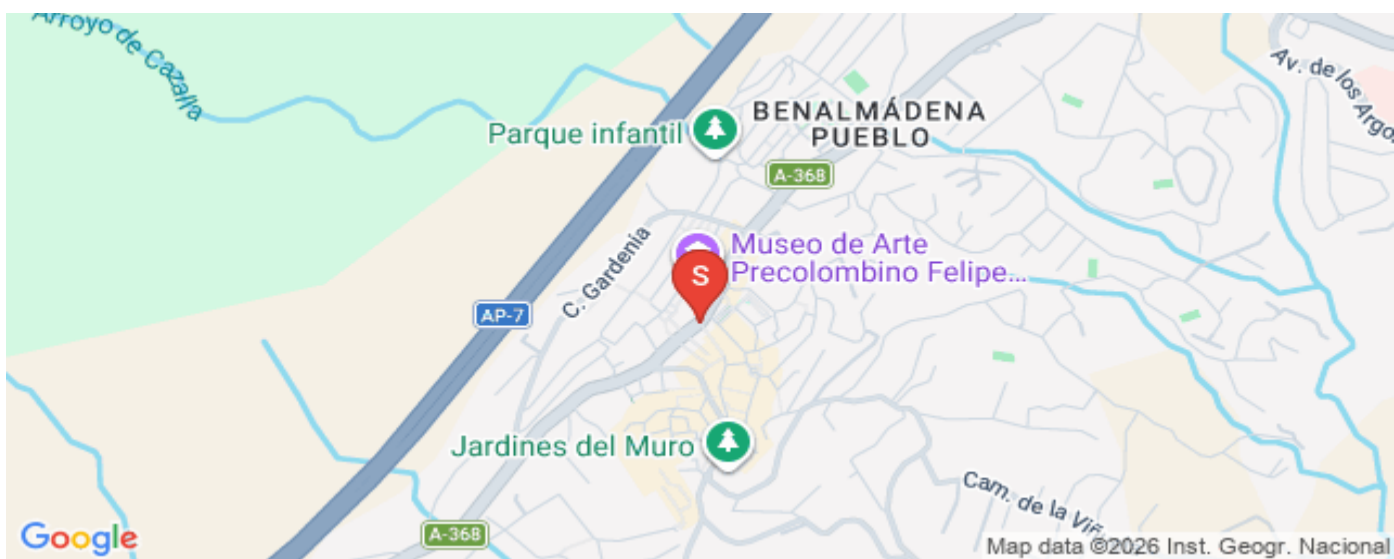 Arroyo de Cazalla
Av. de los Argo
BENALMÁDENA
PUEBLO
Parque infantil
A-368
Museo de Arte
Precolombino Felipe...
C. Gardenia
S
AP-7
Jardines del Muro
Cam. de la Viñ
A-368
Google
Map data ©2026 Inst. Geogr. Nacional